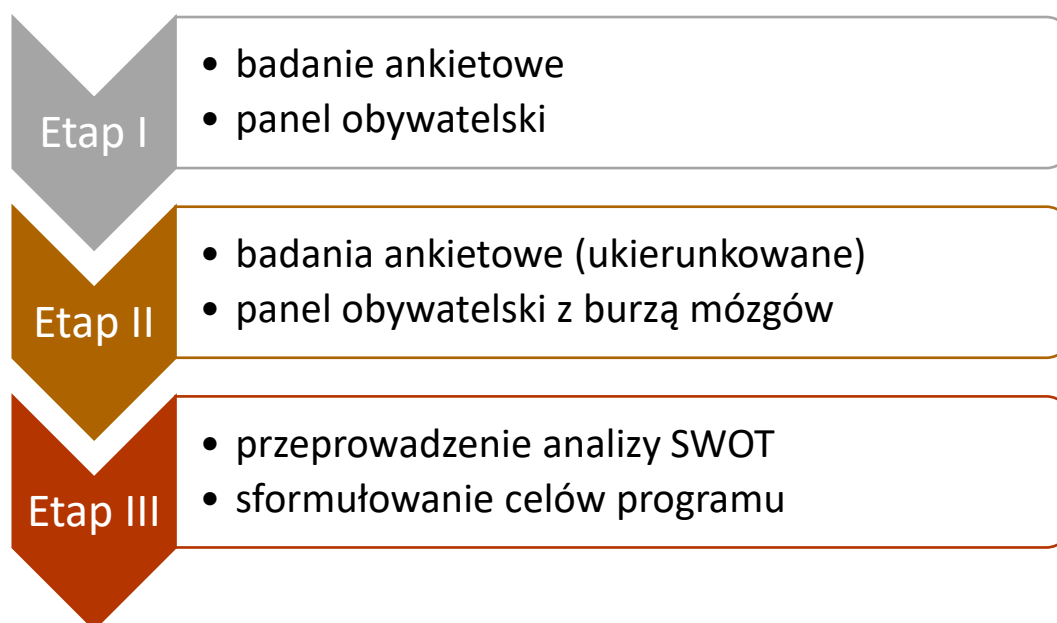 Etap I
• badanie ankietowe
• panel obywatelski
Etap II
• badania ankietowe (ukierunkowane)
• panel obywatelski z burzą mózgów
Etap III
• przeprowadzenie analizy SWOT
• sformułowanie celów programu